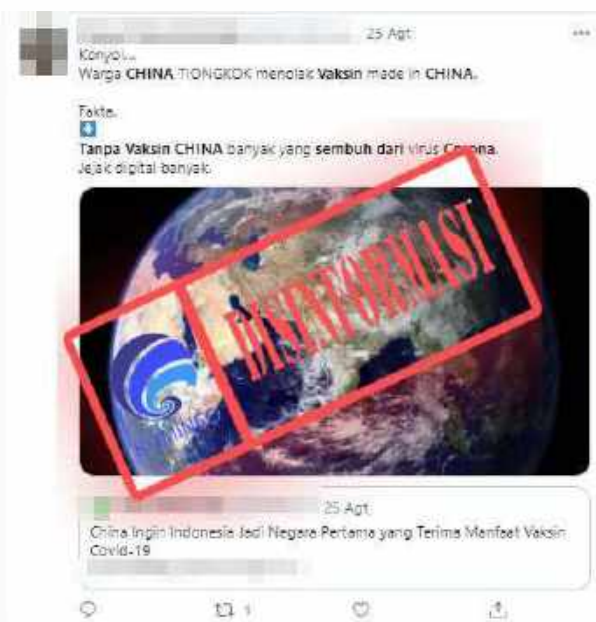 25 Agt
Konyol...
Warga CHINA TIONGKOK menolak Vaksin made in CHINA.
Fakta.
Tanpa Vaksin CHINA banyak yang sembuh dari virus Corona.
Jejak digital banyak.
DISINFORMASI
25 Agt
China Ingin Indonesia Jadi Negara Pertama yang Terima Manfaat Vaksin
Covid-19
1